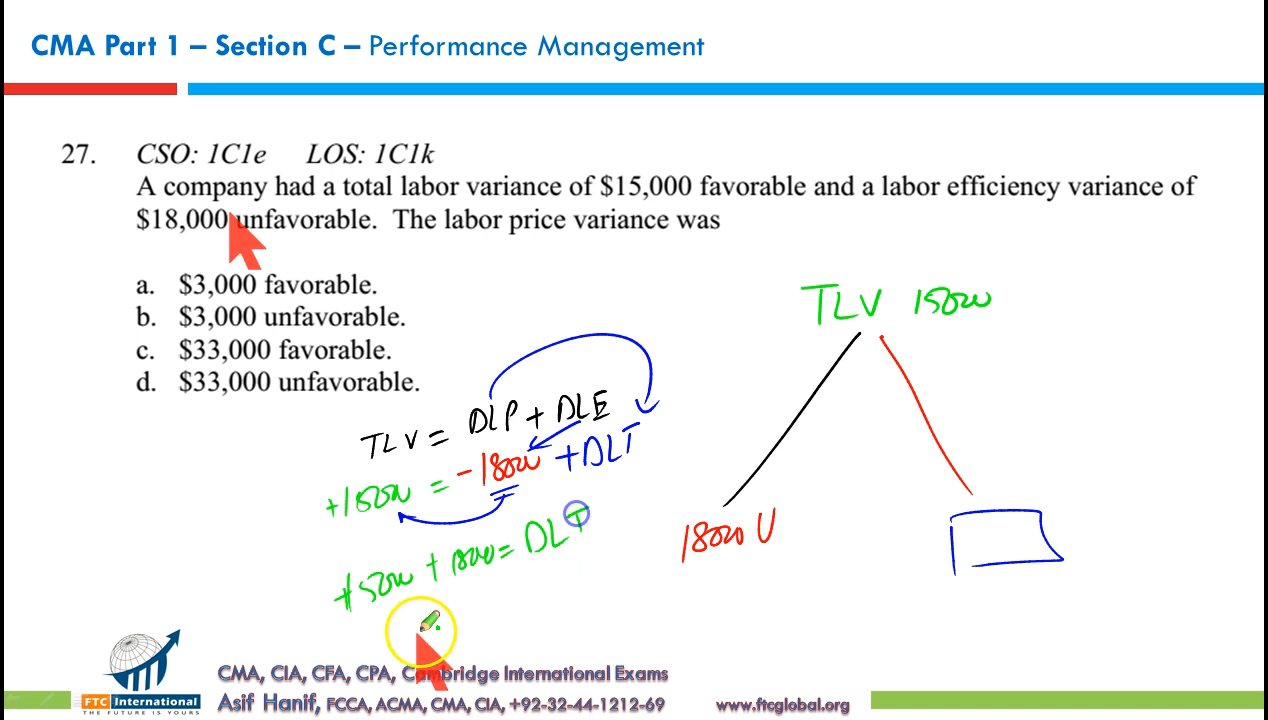 CMA Part 1 – Section C – Performance Management
27. CSO: 1C1e LOS: 1C1k
A company had a total labor variance of $15,000 favorable and a labor efficiency variance of
$18,000 unfavorable. The labor price variance was
a. $3,000 favorable.
b. $3,000 unfavorable.
c. $33,000 favorable.
d. $33,000 unfavorable.
TLV 15000
TLV = DLP + DLE
+15000 = -18000 + DLT
= DLT
18000 U
FTC International
THE FUTURE IS YOURS
CMA, CIA, CFA, CPA, Cambridge International Exams
Asif Hanif, FCCA, ACMA, CMA, CIA, +92-32-44-1212-69 www.ftcglobal.org